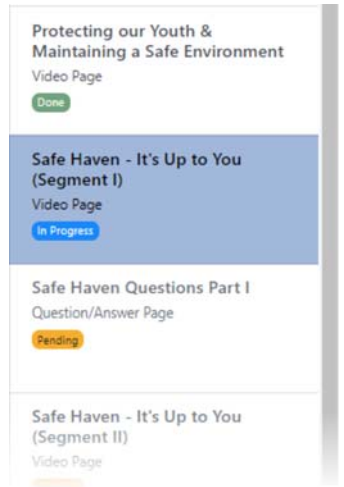 Protecting our Youth &
Maintaining a Safe Environment
Video Page
Done
Safe Haven - It's Up to You
(Segment I)
Video Page
In Progress
Safe Haven Questions Part I
Question/Answer Page
Pending
Safe Haven - It's Up to You
(Segment II)
Video Page